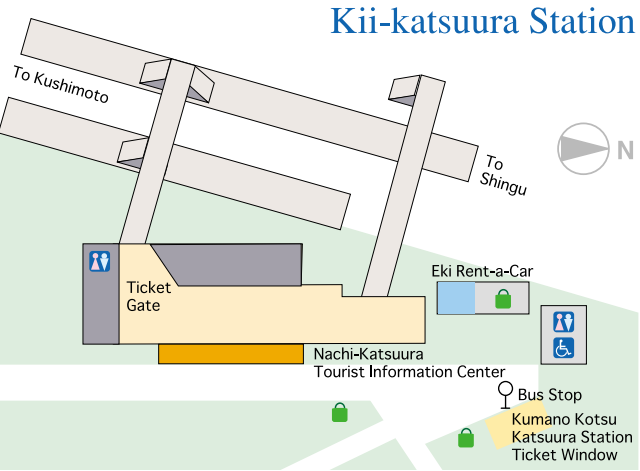 Kii-katsuura Station
To Kushimoto
To
Shingu
N
Ticket
Gate
Eki Rent-a-Car
Nachi-Katsuura
Tourist Information Center
Bus Stop
Kumano Kotsu
Katsuura Station
Ticket Window